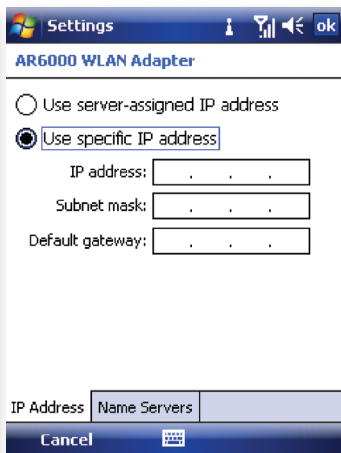 Settings ok
AR6000 WLAN Adapter
Use server-assigned IP address
Use specific IP address
IP address: . . .
Subnet mask: . . .
Default gateway: . . .
IP Address Name Servers
Cancel